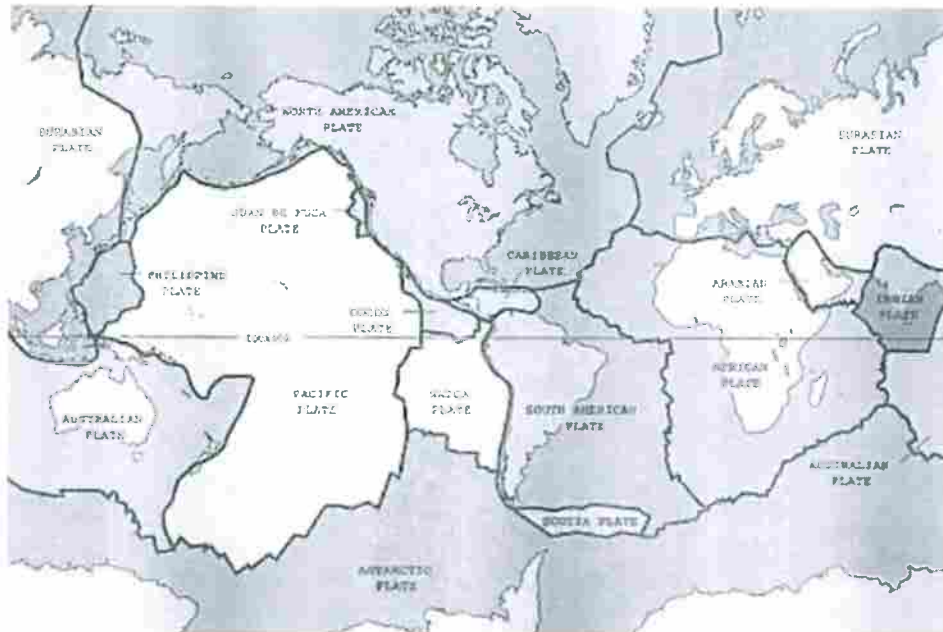 NORTH AMERICAN
PLATE
EURASIAN
PLATE
EURASIAN
PLATE
JUAN DE FUCA
PLATE
CARIBBEAN
PLATE
PHILIPPINE
PLATE
ARABIAN
PLATE
INDIAN
PLATE
COCOS
PLATE
AFRICAN
PLATE
PACIFIC
PLATE
NAZCA
PLATE
SOUTH AMERICAN
PLATE
AUSTRALIAN
PLATE
AUSTRALIAN
PLATE
SCOTIA PLATE
ANTARCTIC
PLATE